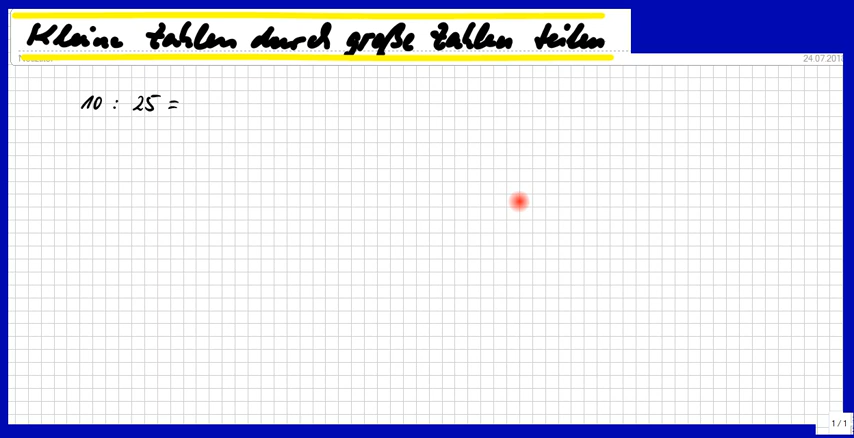 Kleine Zahlen durch große Zahlen teilen
24.07.201
10 : 25 =
1 / 1